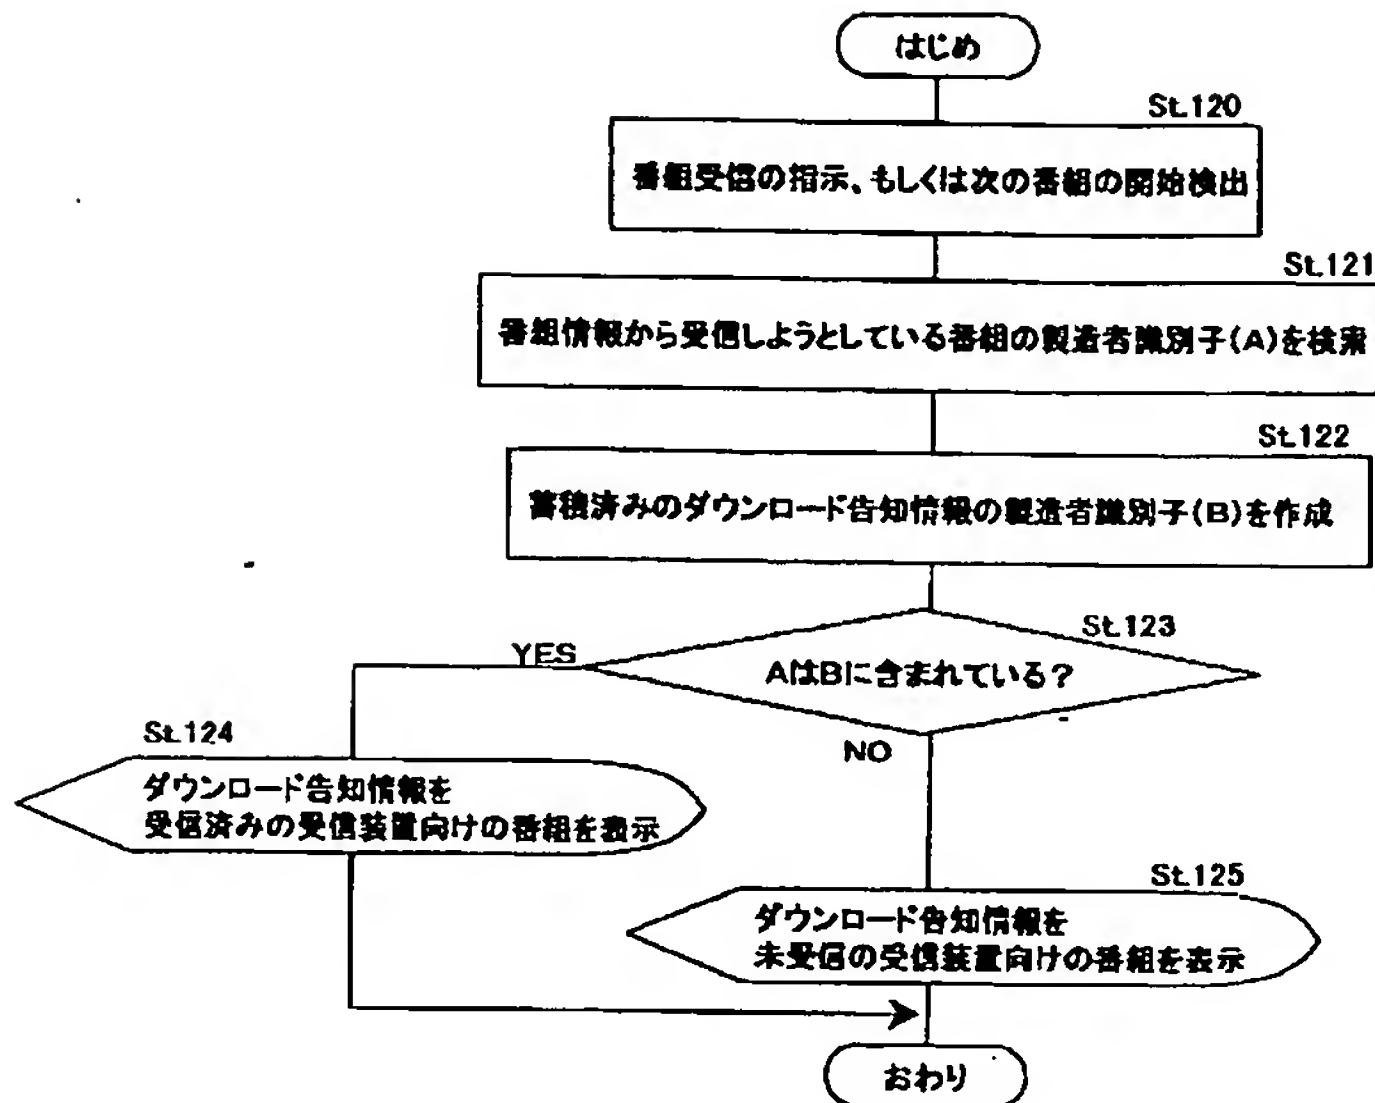 はじめ
St.120
番組受信の指示、もしくは次の番組の開始検出
St.121
番組情報から受信しようとしている番組の製造者識別子(A)を検索
St.122
蓄積済みのダウンロード告知情報の製造者識別子(B)を作成
St.123
AはBに含まれている?
YES
NO
St.124
ダウンロード告知情報を
受信済みの受信装置向けの番組を表示
St.125
ダウンロード告知情報を
未受信の受信装置向けの番組を表示
おわり